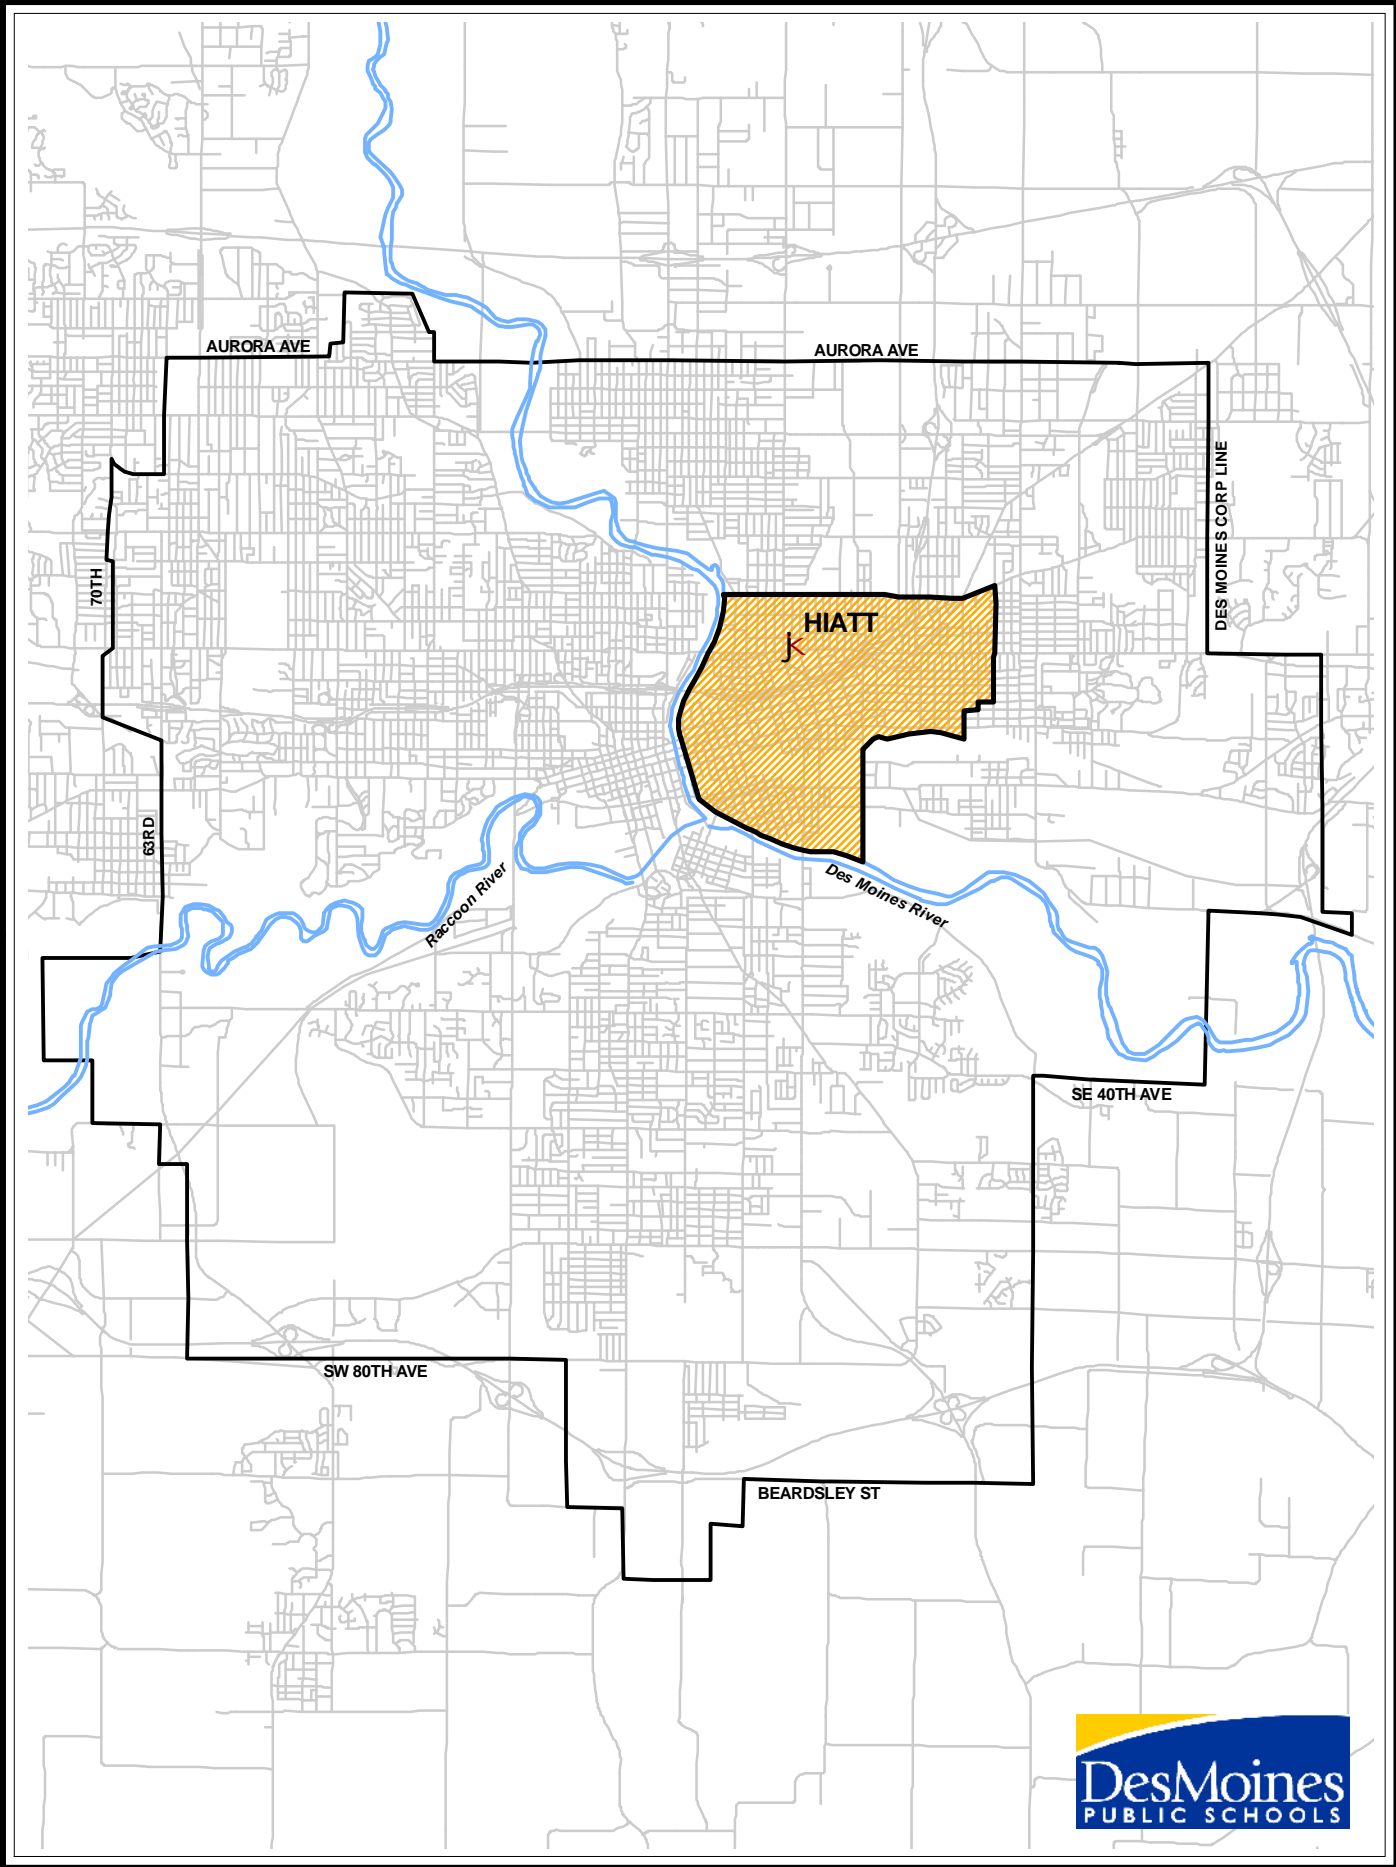 AURORA AVE
AURORA AVE
DES MOINES CORP LINE
70TH
HIATT
jk
63RD
Raccoon River
Des Moines River
SE 40TH AVE
SW 80TH AVE
BEARDSLEY ST
DesMoines
PUBLIC SCHOOLS